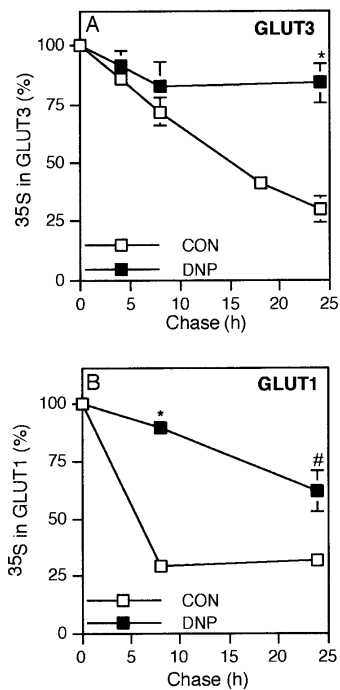 A GLUT3
100
*
75
50
25
0
35S in GLUT3 (%)
CON
DNP
0 5 10 15 20 25
Chase (h)
B GLUT1
100
*
75
#
50
25
0
35S in GLUT1 (%)
CON
DNP
0 5 10 15 20 25
Chase (h)